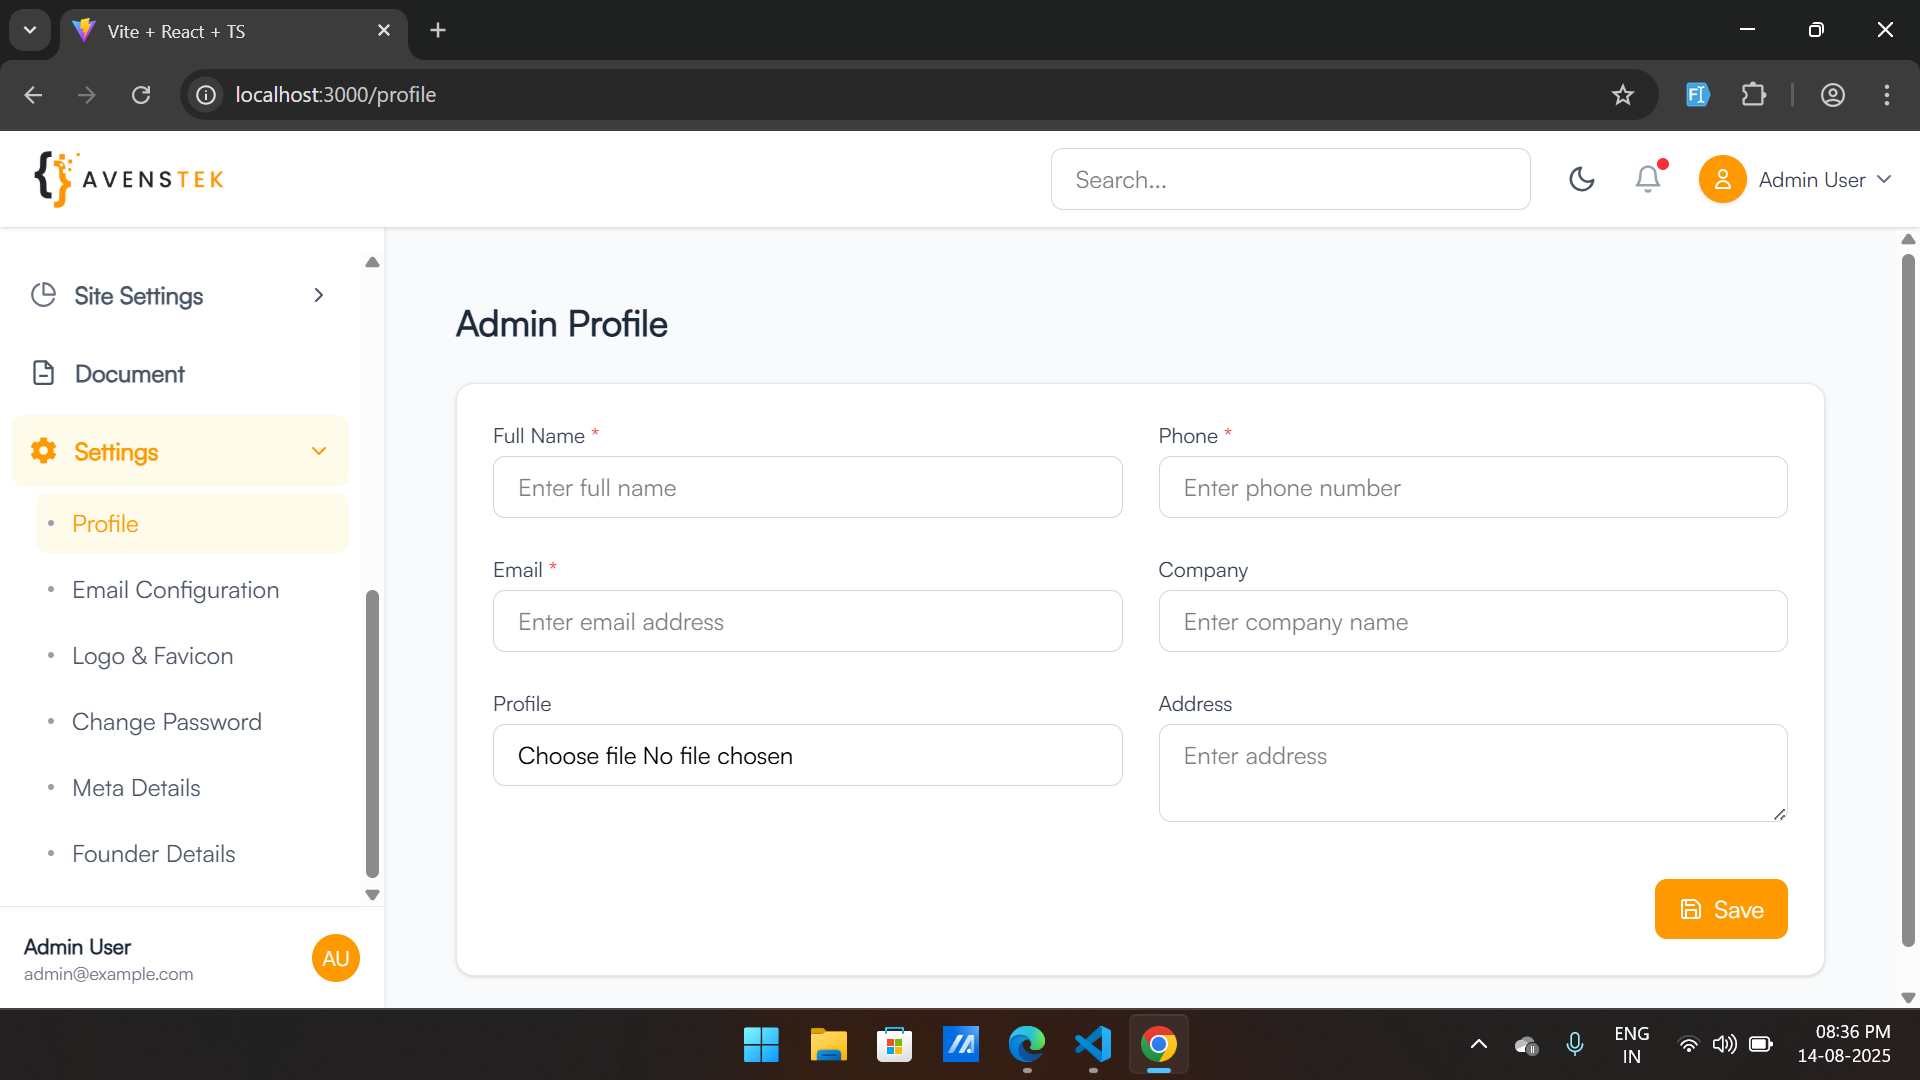 Vite + React + TS
localhost:3000/profile
AVENSTEK
Search...
Admin User
Site Settings
Document
Settings
Profile
Email Configuration
Logo & Favicon
Change Password
Meta Details
Founder Details
Admin User
admin@example.com
AU
Admin Profile
Full Name *
Enter full name
Phone *
Enter phone number
Email *
Enter email address
Company
Enter company name
Profile
Choose file No file chosen
Address
Enter address
Save
ENG
IN
08:36 PM
14-08-2025